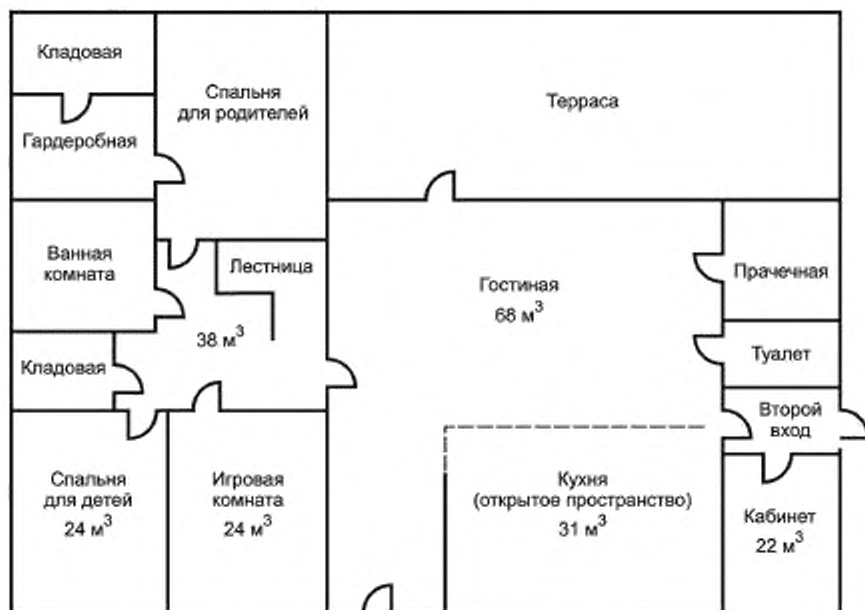 Кладовая
Гардеробная
Спальня
для родителей
Терраса
Ванная
комната
Лестница
38 м³
Кладовая
Гостиная
68 м³
Прачечная
Туалет
Второй
вход
Спальня
для детей
24 м³
Игровая
комната
24 м³
Кухня
(открытое пространство)
31 м³
Кабинет
22 м³